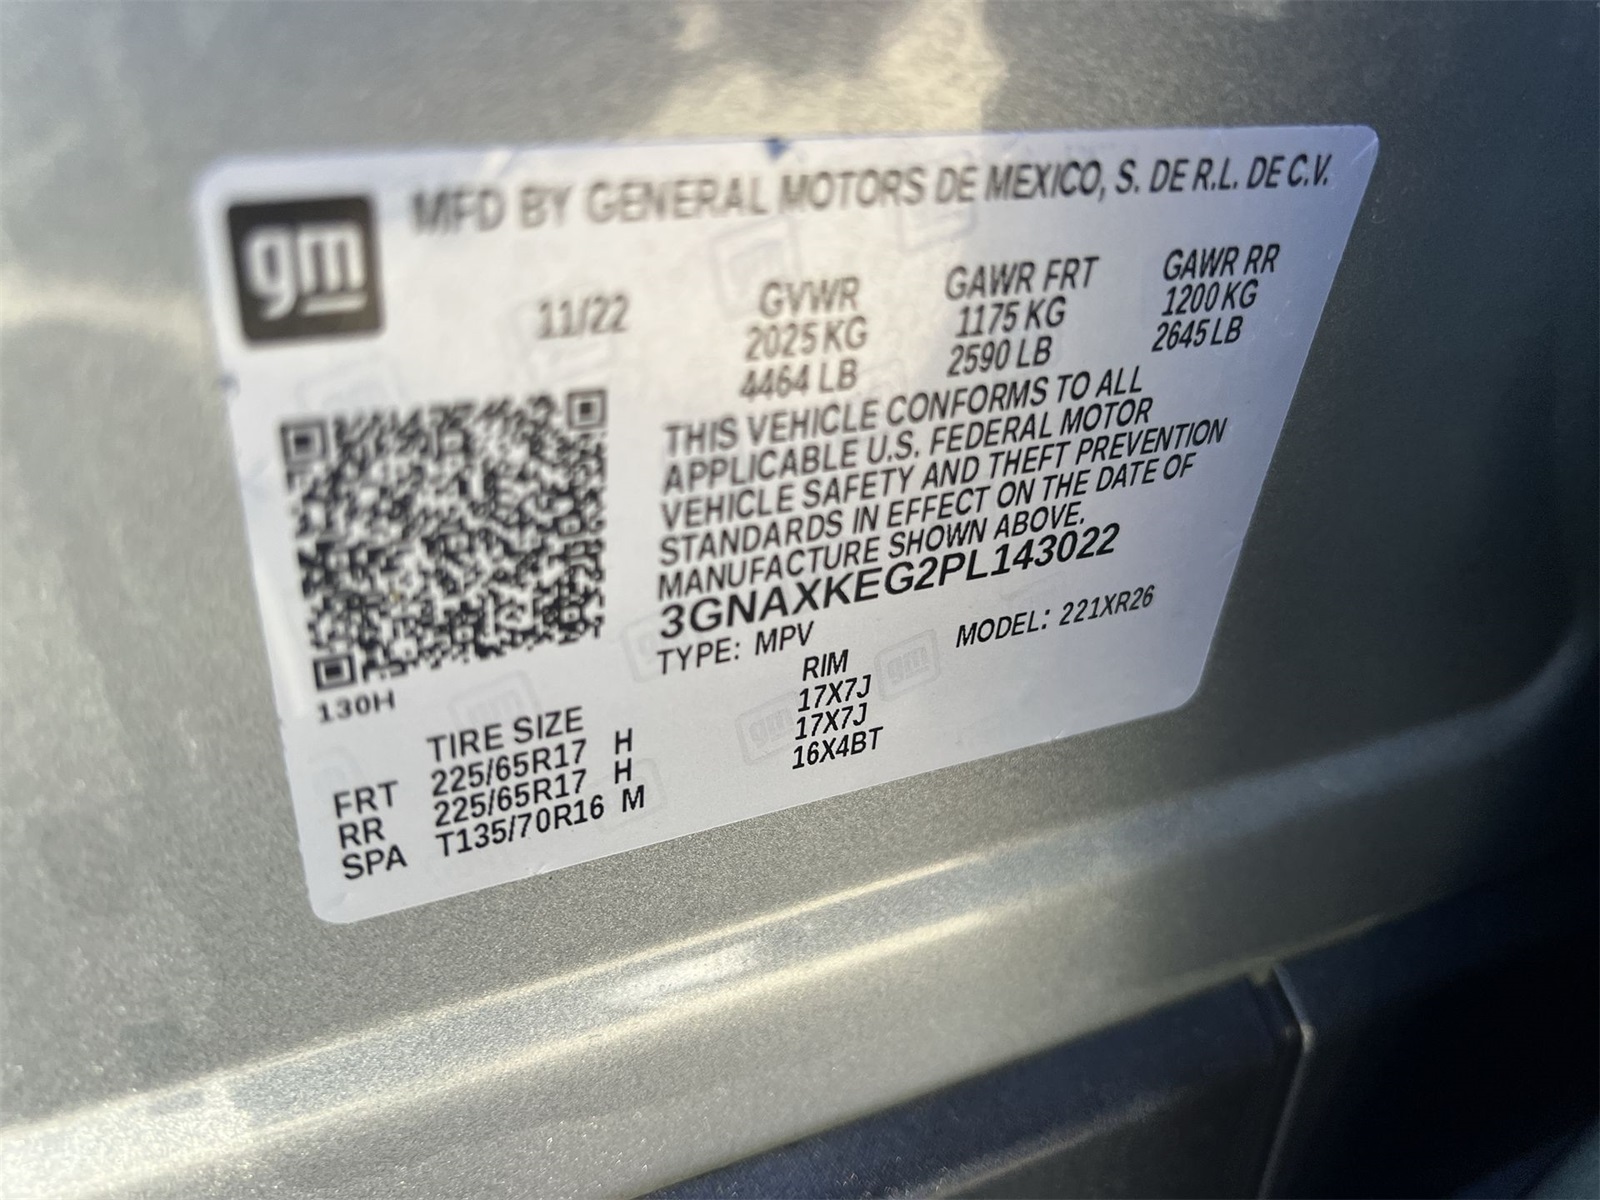 gm
MFD BY GENERAL MOTORS DE MEXICO, S. DE R.L. DE C.V.
11/22
GVWR
2025 KG
4464 LB
GAWR FRT
1175 KG
2590 LB
GAWR RR
1200 KG
2645 LB
THIS VEHICLE CONFORMS TO ALL
APPLICABLE U.S. FEDERAL MOTOR
VEHICLE SAFETY AND THEFT PREVENTION
STANDARDS IN EFFECT ON THE DATE OF
MANUFACTURE SHOWN ABOVE.
3GNAXKEG2PL143022
TYPE: MPV MODEL: 221XR26
130H
TIRE SIZE RIM
FRT 225/65R17 H 17X7J
RR 225/65R17 H 17X7J
SPA T135/70R16 M 16X4BT